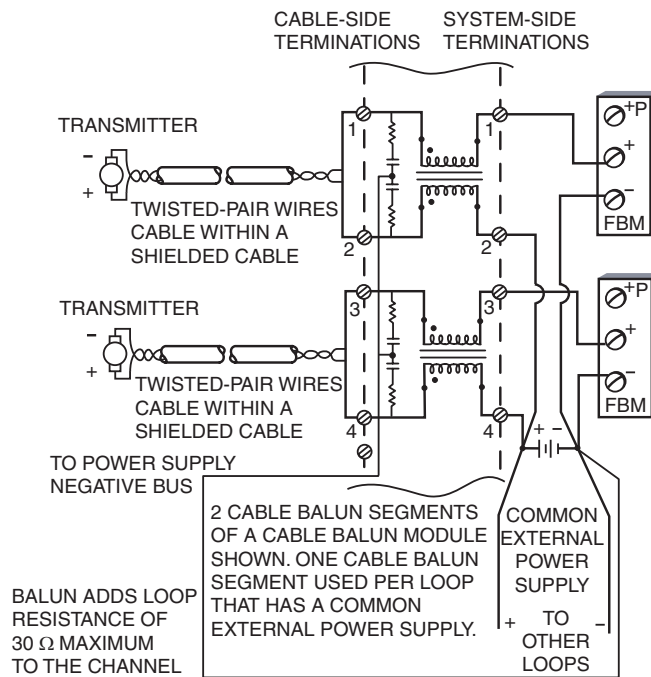 CABLE-SIDE
TERMINATIONS
SYSTEM-SIDE
TERMINATIONS
TRANSMITTER
-
+
TWISTED-PAIR WIRES
CABLE WITHIN A
SHIELDED CABLE
1
2
1
2
+P
+
-
FBM
TRANSMITTER
-
+
TWISTED-PAIR WIRES
CABLE WITHIN A
SHIELDED CABLE
3
4
3
4
+P
+
-
FBM
+ -
TO POWER SUPPLY
NEGATIVE BUS
2 CABLE BALUN SEGMENTS
OF A CABLE BALUN MODULE
SHOWN. ONE CABLE BALUN
SEGMENT USED PER LOOP
THAT HAS A COMMON
EXTERNAL POWER SUPPLY.
COMMON
EXTERNAL
POWER
SUPPLY
+ TO -
OTHER
LOOPS
BALUN ADDS LOOP
RESISTANCE OF
30 Ω MAXIMUM
TO THE CHANNEL